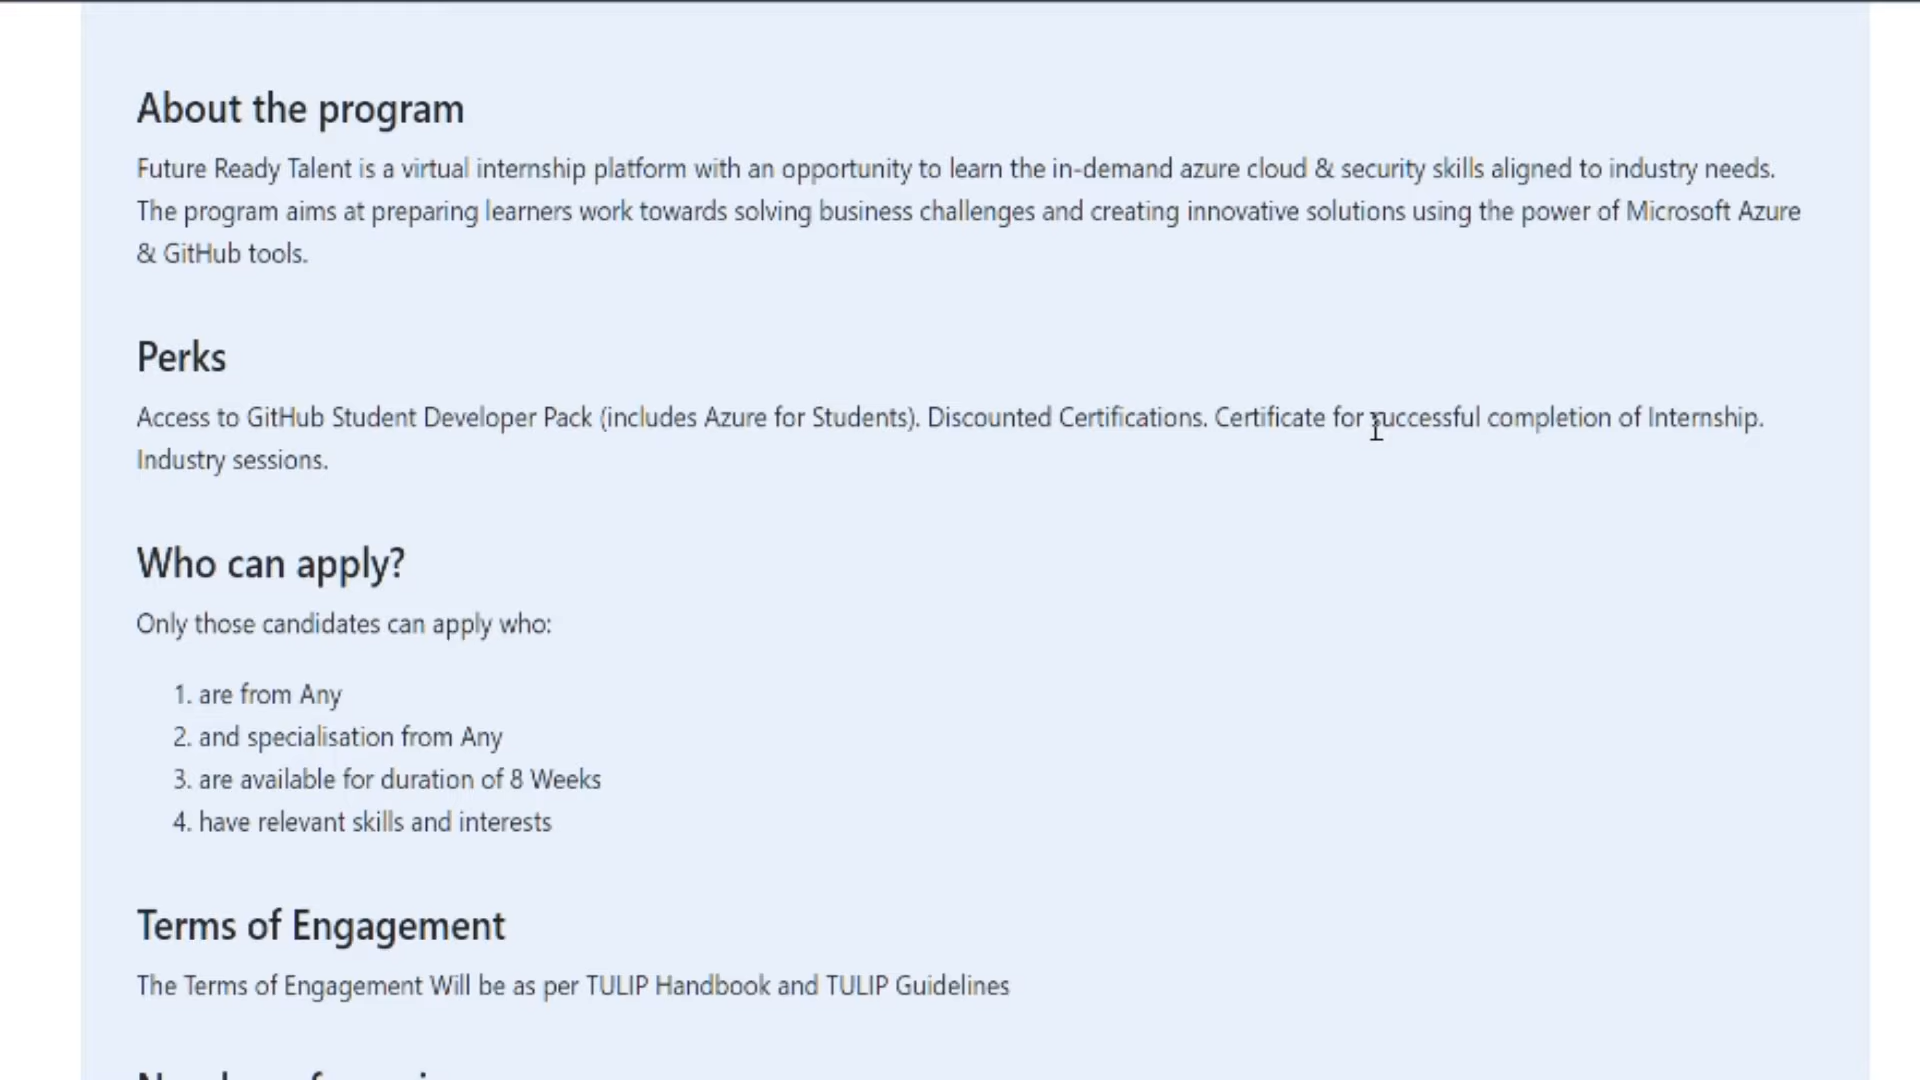 About the program
Future Ready Talent is a virtual internship platform with an opportunity to learn the in-demand azure cloud & security skills aligned to industry needs.
The program aims at preparing learners work towards solving business challenges and creating innovative solutions using the power of Microsoft Azure
& GitHub tools.
Perks
Access to GitHub Student Developer Pack (includes Azure for Students). Discounted Certifications. Certificate for successful completion of Internship.
Industry sessions.
Who can apply?
Only those candidates can apply who:
1. are from Any
2. and specialisation from Any
3. are available for duration of 8 Weeks
4. have relevant skills and interests
Terms of Engagement
The Terms of Engagement Will be as per TULIP Handbook and TULIP Guidelines